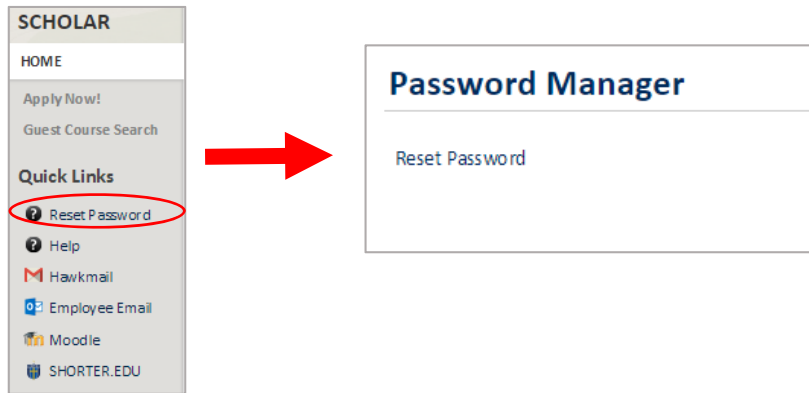 SCHOLAR
HOME
Apply Now!
Guest Course Search
Quick Links
Reset Password
Help
Hawkmail
Employee Email
Moodle
SHORTER.EDU
Password Manager
Reset Password